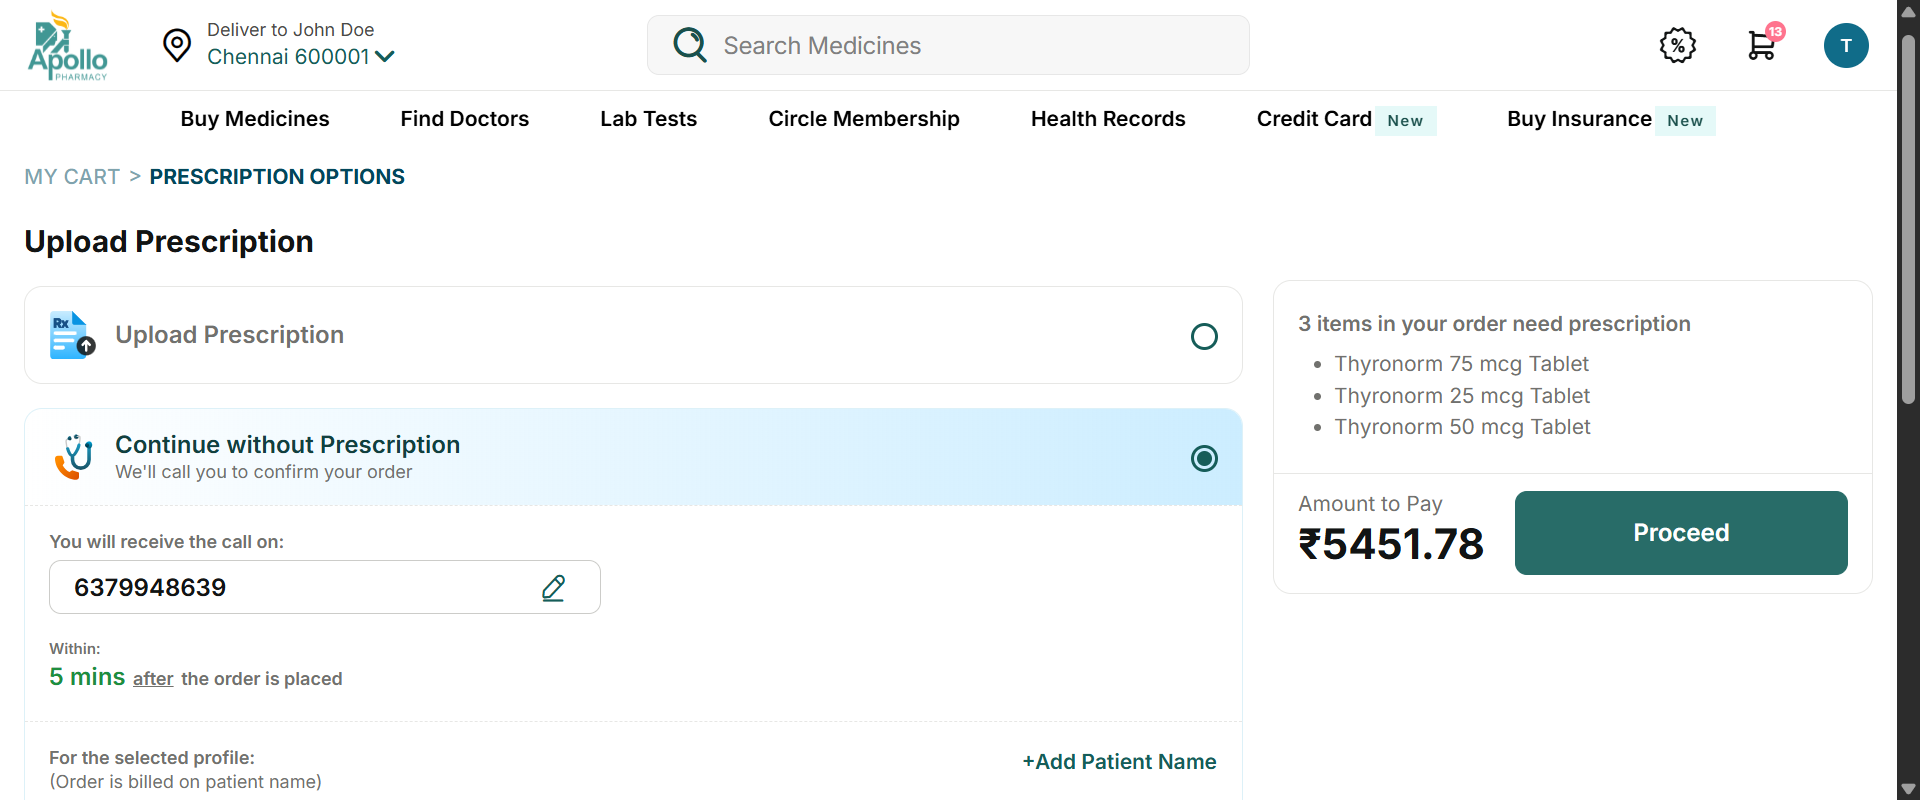 Apollo
PHARMACY
Deliver to John Doe
Chennai 600001
Search Medicines
%
13
T
Buy Medicines
Find Doctors
Lab Tests
Circle Membership
Health Records
Credit Card New
Buy Insurance New
MY CART > PRESCRIPTION OPTIONS
Upload Prescription
Rx
Upload Prescription
Continue without Prescription
We'll call you to confirm your order
You will receive the call on:
6379948639
Within:
5 mins after the order is placed
For the selected profile:
(Order is billed on patient name)
+Add Patient Name
3 items in your order need prescription
• Thyronorm 75 mcg Tablet
• Thyronorm 25 mcg Tablet
• Thyronorm 50 mcg Tablet
Amount to Pay
₹5451.78
Proceed